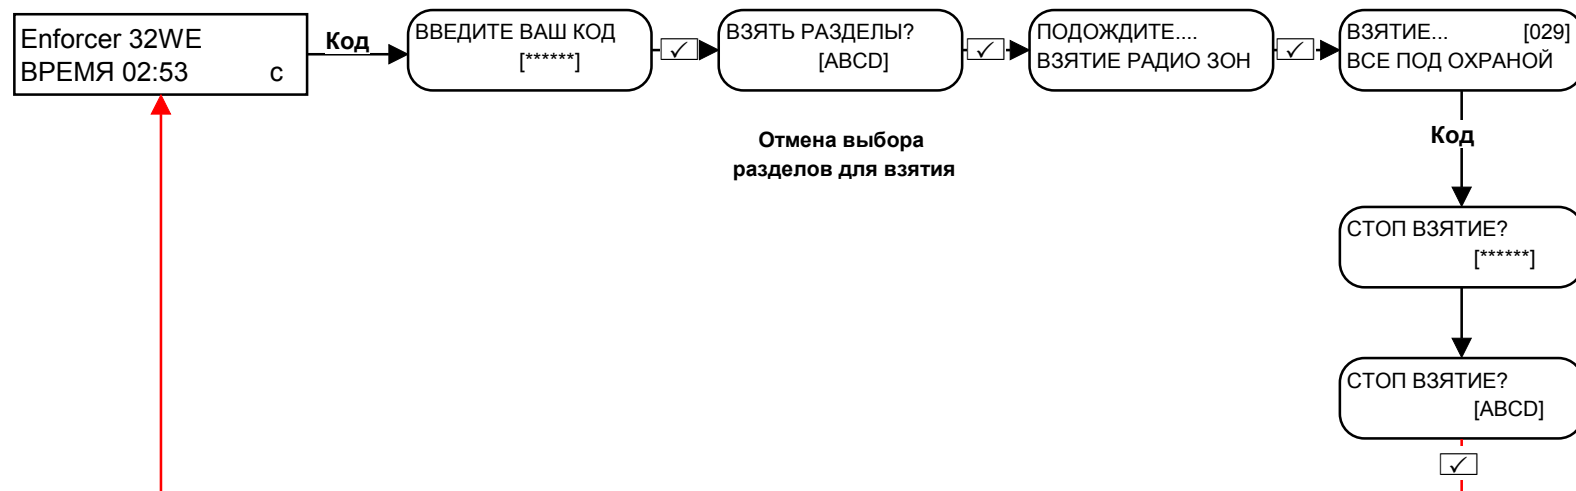 Enforcer 32WE
ВРЕМЯ 02:53 с
Код
ВВЕДИТЕ ВАШ КОД
[******]
ВЗЯТЬ РАЗДЕЛЫ?
[ABCD]
ПОДОЖДИТЕ....
ВЗЯТИЕ РАДИО ЗОН
ВЗЯТИЕ... [029]
ВСЕ ПОД ОХРАНОЙ
Отмена выбора
разделов для взятия
Код
СТОП ВЗЯТИЕ?
[******]
СТОП ВЗЯТИЕ?
[ABCD]